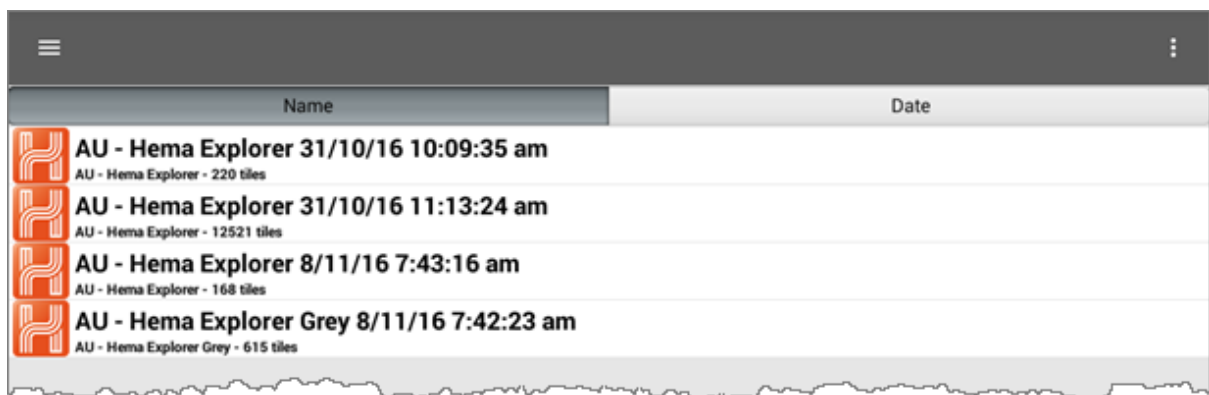 Name
Date
AU - Hema Explorer 31/10/16 10:09:35 am
AU - Hema Explorer - 220 tiles
AU - Hema Explorer 31/10/16 11:13:24 am
AU - Hema Explorer - 12521 tiles
AU - Hema Explorer 8/11/16 7:43:16 am
AU - Hema Explorer - 168 tiles
AU - Hema Explorer Grey 8/11/16 7:42:23 am
AU - Hema Explorer Grey - 615 tiles